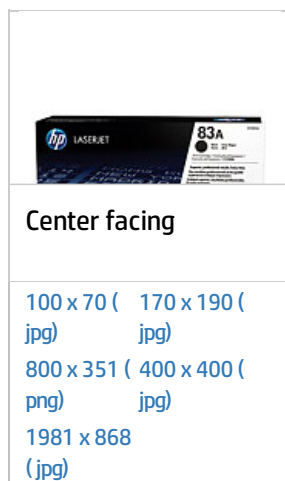 hp LASERJET
83A
Center facing
100 x 70 ( 170 x 190 (
jpg) jpg)
800 x 351 ( 400 x 400 (
png) jpg)
1981 x 868
( jpg)